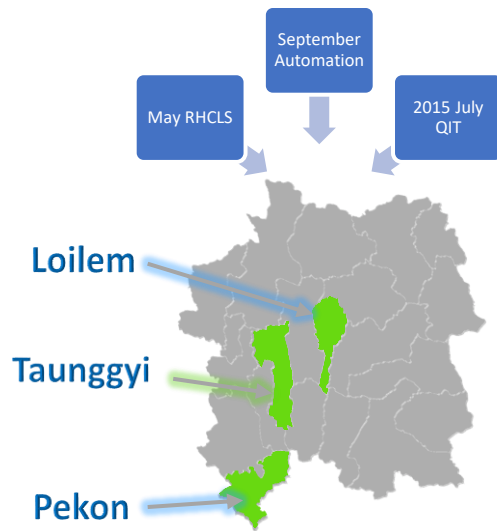 September
Automation
May RHCLS
2015 July
QIT
Loilem
Taunggyi
Pekon